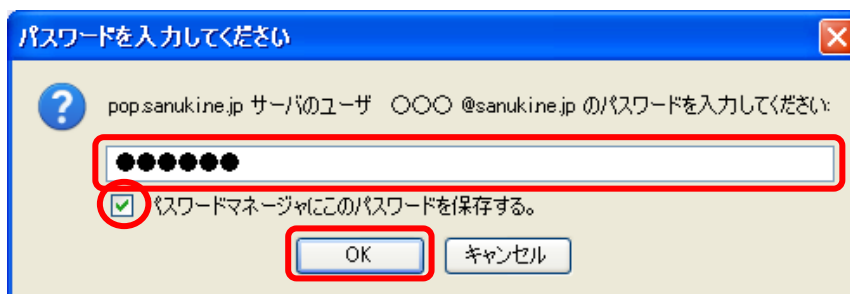 パスワードを入力してください
pop.sanukine.jp サーバのユーザ 〇〇〇 @sanukine.jp のパスワードを入力してください:
●●●●●●
パスワードマネージャにこのパスワードを保存する。
OK キャンセル